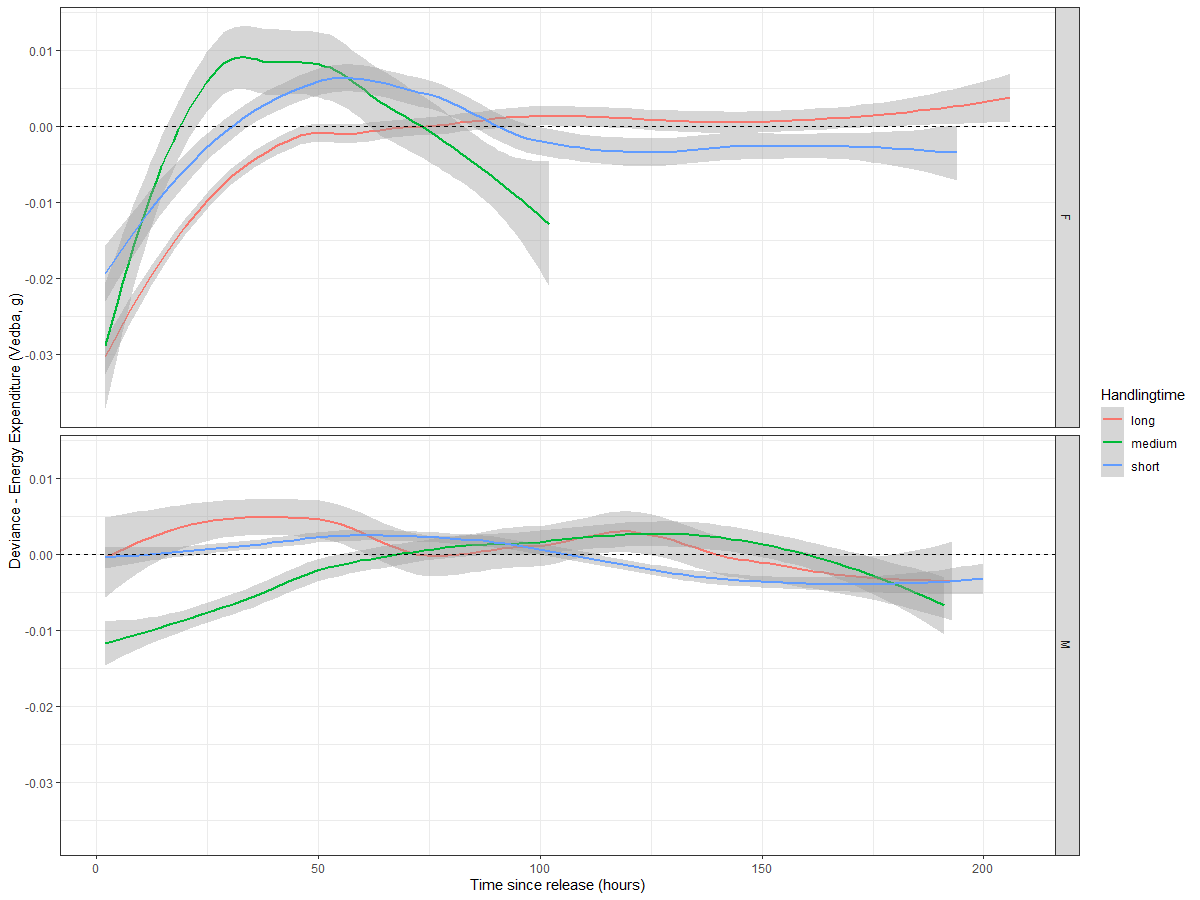 Deviance - Energy Expenditure (Vedba, g)
0.01
0.00
-0.01
-0.02
-0.03
F
0.01
0.00
-0.01
-0.02
-0.03
M
0
50
100
150
200
Time since release (hours)
Handlingtime
long
medium
short